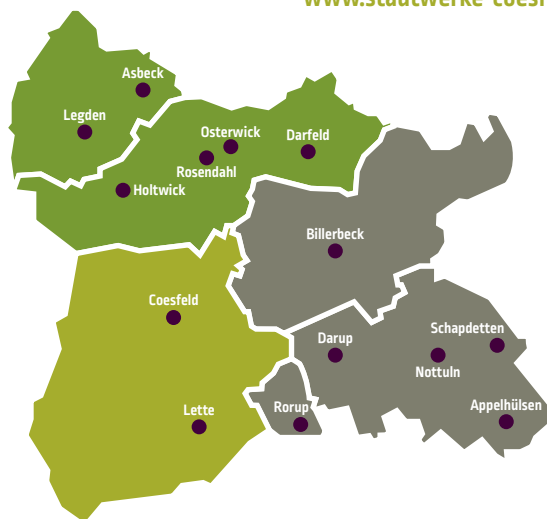 Asbeck
Legden
Osterwick
Darfeld
Rosendahl
Holtwick
Billerbeck
Coesfeld
Schapdetten
Darup
Nottuln
Lette
Rorup
Appelhülsen